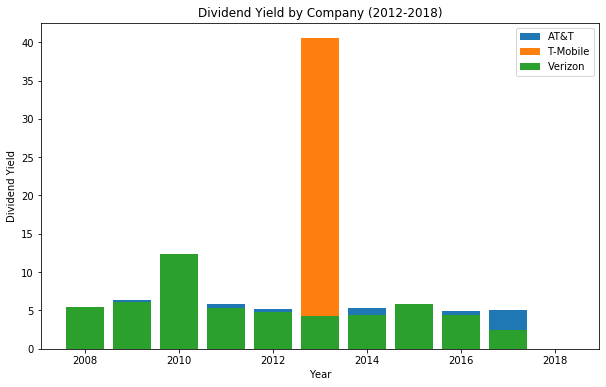 Dividend Yield by Company (2012-2018)
AT&T
T-Mobile
Verizon
40
35
30
25
20
15
10
5
0
Dividend Yield
2008 2010 2012 2014 2016 2018
Year